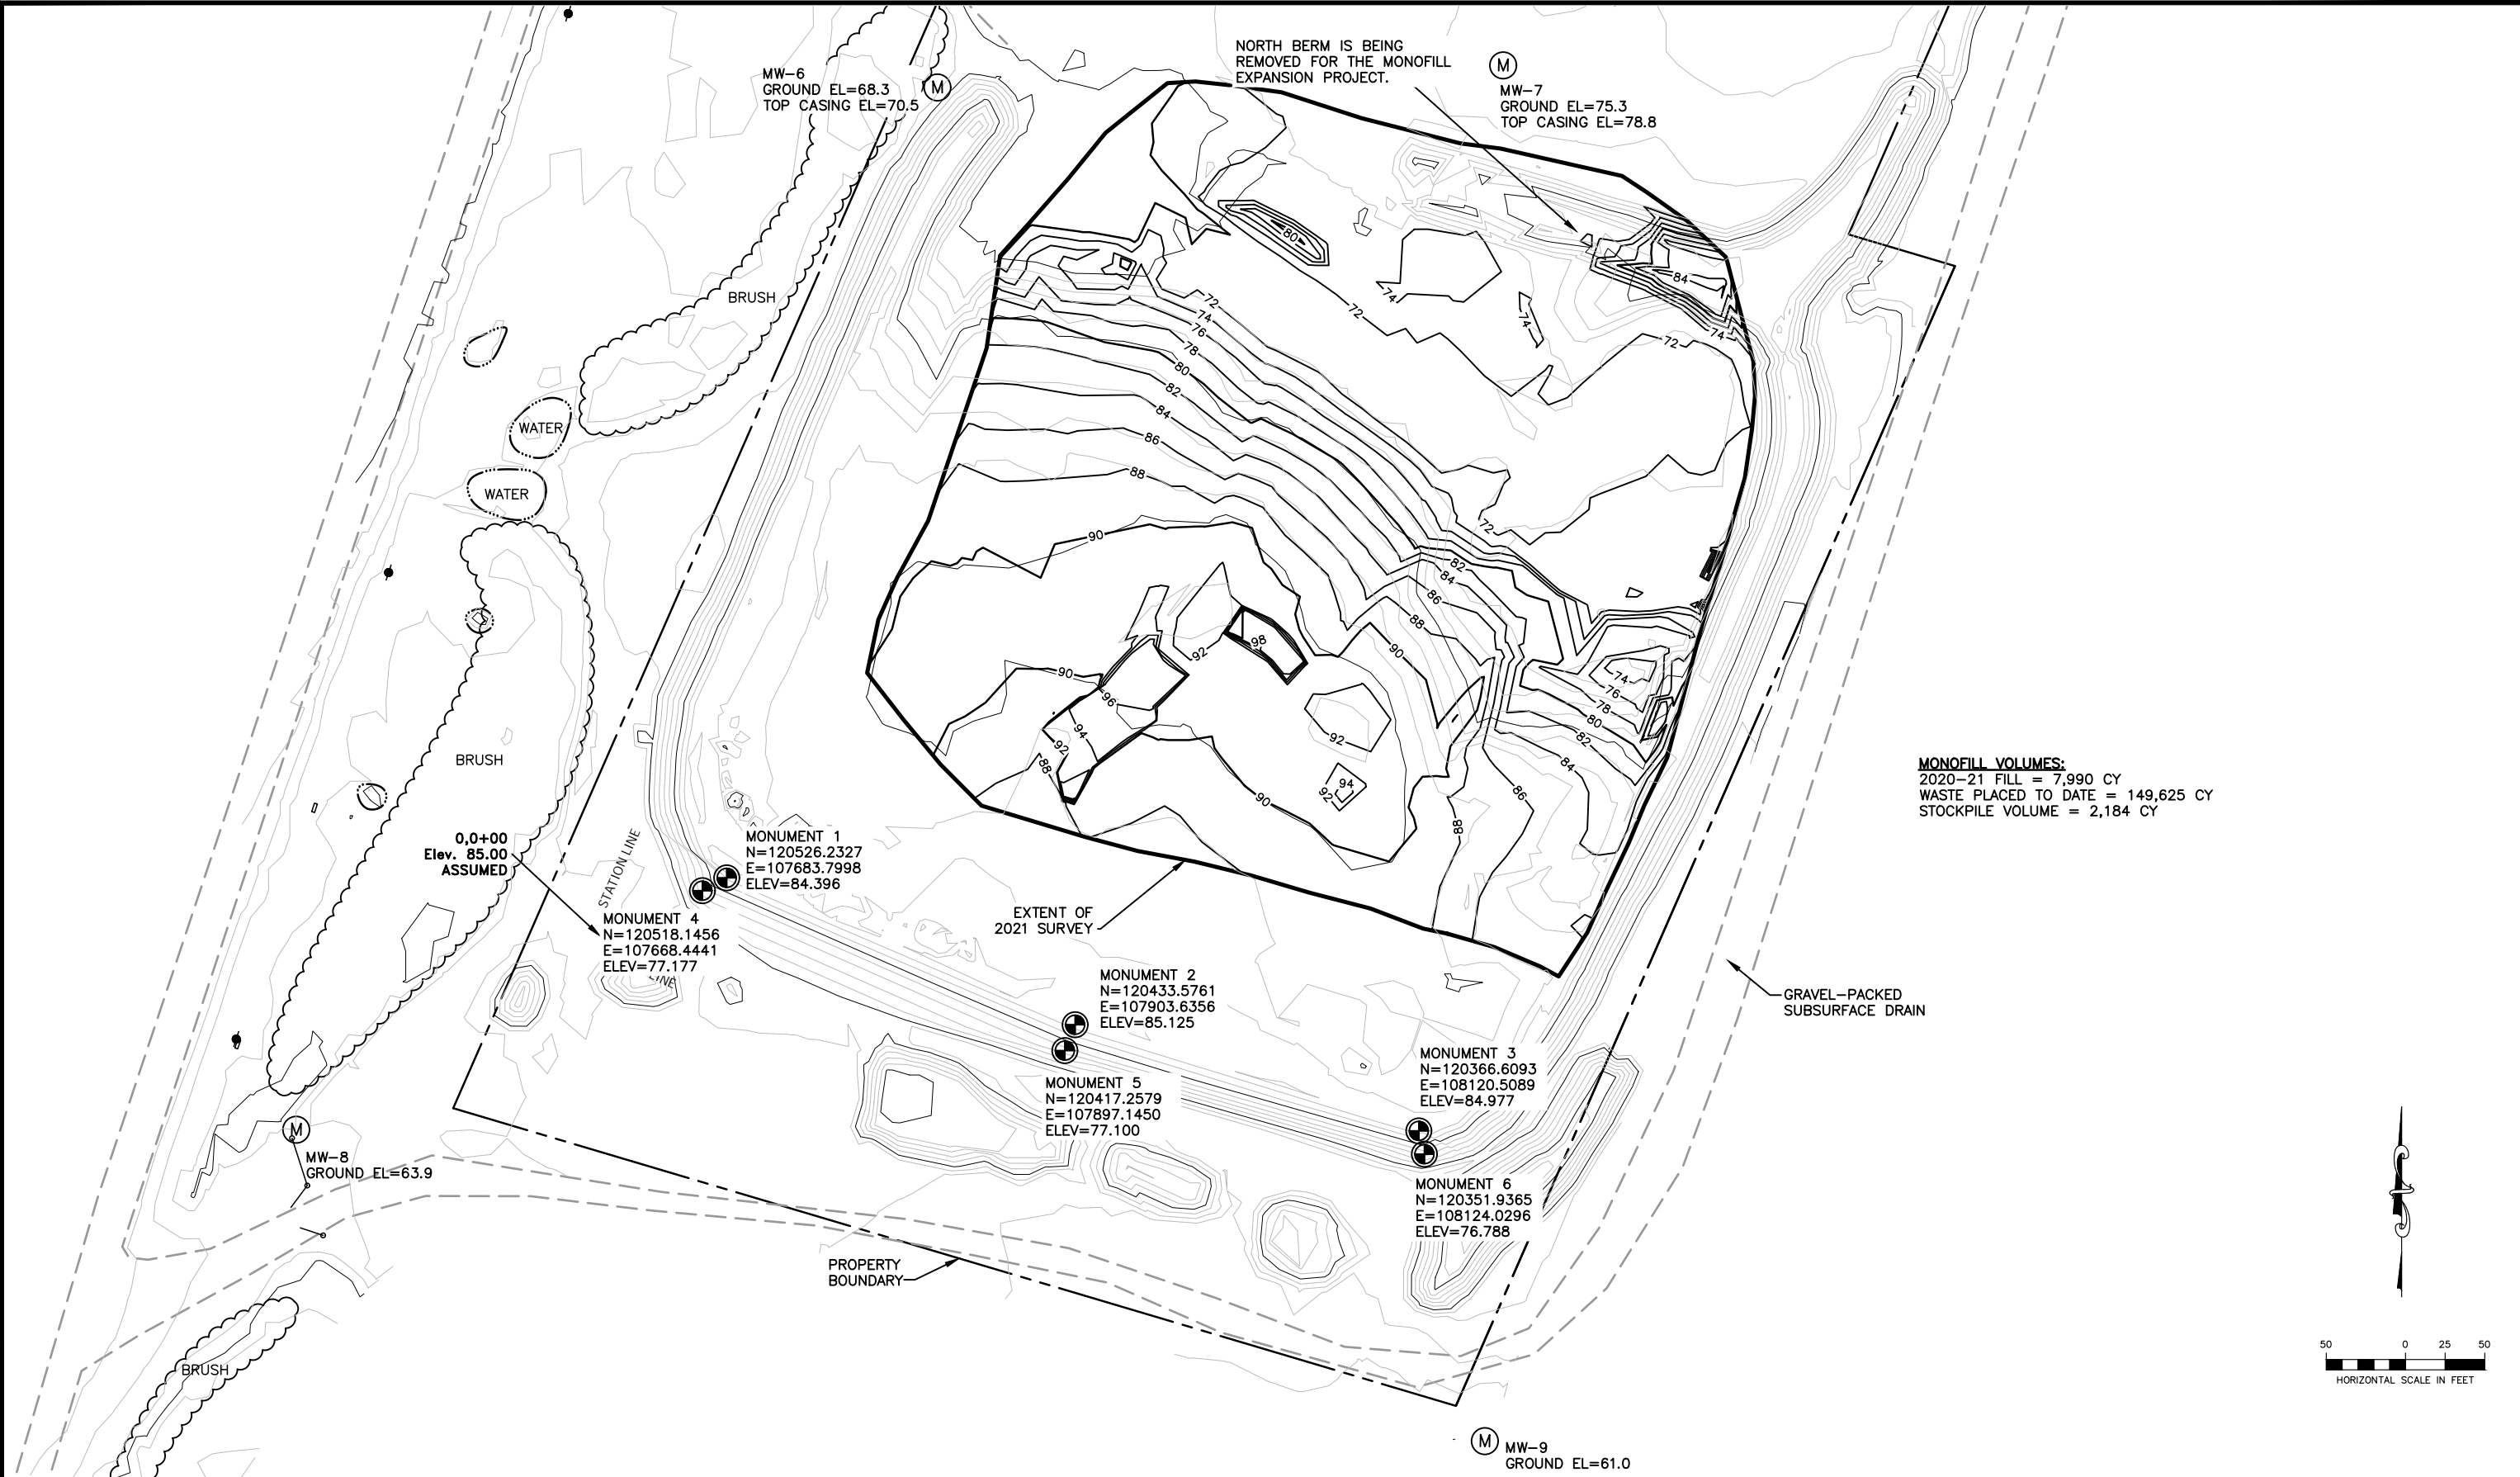 NORTH BERM IS BEING
REMOVED FOR THE MONOFILL
EXPANSION PROJECT.
MW-6
GROUND EL=68.3
TOP CASING EL=70.5
M
M
MW-7
GROUND EL=75.3
TOP CASING EL=78.8
80
84
BRUSH
72
74
76
78
80
82
84
86
88
90
72
74
74
72
74
WATER
WATER
72
82
84
86
88
90
92
98
90
96
94
92
88
92
94
92
90
74
76
78
80
82
84
86
88
BRUSH
MONOFILL VOLUMES:
2020-21 FILL = 7,990 CY
WASTE PLACED TO DATE = 149,625 CY
STOCKPILE VOLUME = 2,184 CY
0,0+00
Elev. 85.00
ASSUMED
STATION LINE
MONUMENT 1
N=120526.2327
E=107683.7998
ELEV=84.396
MONUMENT 4
N=120518.1456
E=107668.4441
ELEV=77.177
LINE
EXTENT OF
2021 SURVEY
MONUMENT 2
N=120433.5761
E=107903.6356
ELEV=85.125
GRAVEL-PACKED
SUBSURFACE DRAIN
MONUMENT 3
N=120366.6093
E=108120.5089
ELEV=84.977
MONUMENT 5
N=120417.2579
E=107897.1450
ELEV=77.100
M
MW-8
GROUND EL=63.9
MONUMENT 6
N=120351.9365
E=108124.0296
ELEV=76.788
PROPERTY
BOUNDARY
BRUSH
50 0 25 50
HORIZONTAL SCALE IN FEET
M
MW-9
GROUND EL=61.0